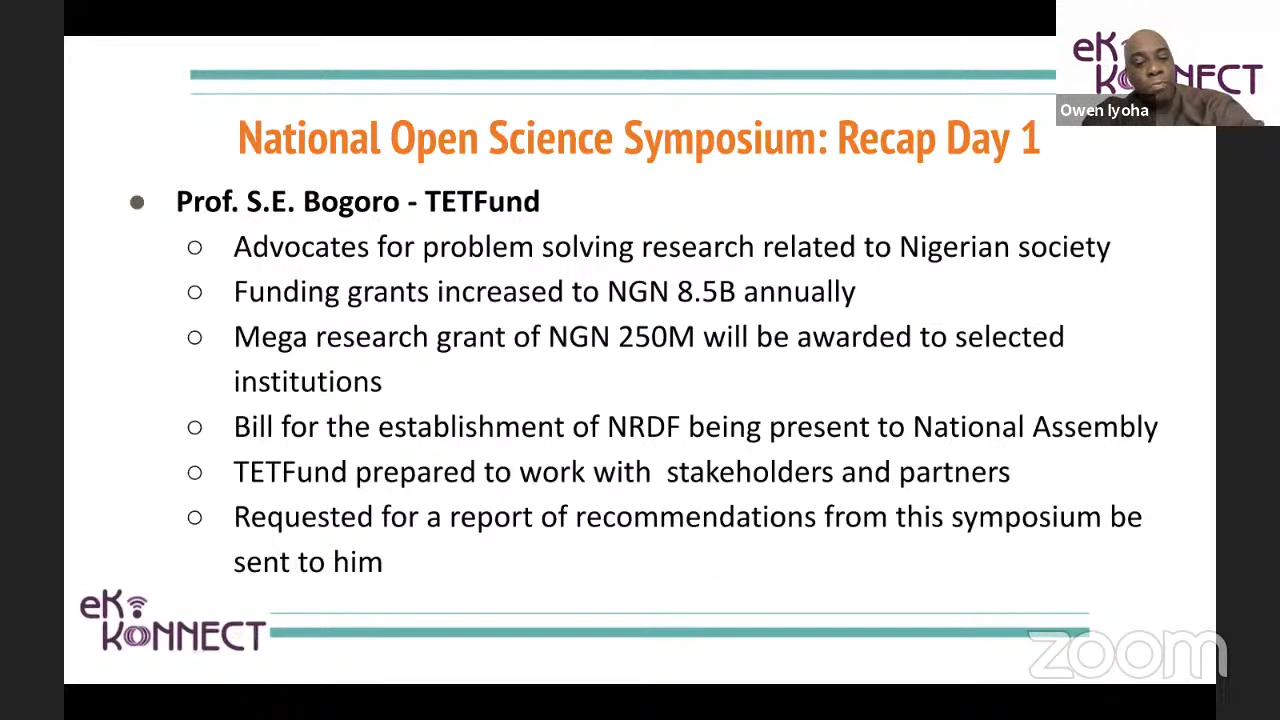 National Open Science Symposium: Recap Day 1
● Prof. S.E. Bogoro - TETFund
○ Advocates for problem solving research related to Nigerian society
○ Funding grants increased to NGN 8.5B annually
○ Mega research grant of NGN 250M will be awarded to selected
institutions
○ Bill for the establishment of NRDF being present to National Assembly
○ TETFund prepared to work with stakeholders and partners
○ Requested for a report of recommendations from this symposium be
sent to him
eko
KONNECT
zoom
Owen Iyoha